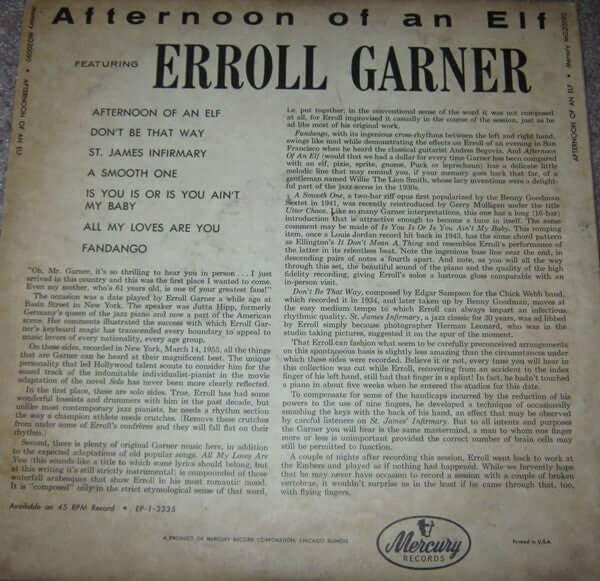 Afternoon of an Elf
FEATURING
ERROLL GARNER
AFTERNOON OF AN ELF
DON'T BE THAT WAY
ST. JAMES INFIRMARY
A SMOOTH ONE
IS YOU IS OR IS YOU AIN'T
MY BABY
ALL MY LOVES ARE YOU
FANDANGO
"Oh, Mr. Garner, it's so thrilling to hear you in person . . . I just
arrived in this country and this was the first place I wanted to come.
Even my mother, who's 61 years old, is one of your greatest fans!"
The occasion was a date played by Erroll Garner a while ago at
Basin Street in New York. The speaker was Jutta Hipp, formerly
Germany's queen of the jazz piano and now a part of the American
scene. Her comments illustrated the success with which Erroll Gar-
ner's keyboard magic has transcended every boundary to appeal to
music lovers of every nationality, every age group.
On these sides, recorded in New York, March 14, 1955, all the things
that are Garner can be heard at their magnificent best. The unique
personality that led Hollywood talent scouts to consider him for the
sound track of the indomitable individualist-pianist in the movie
adaptation of the novel Solo has never been more clearly reflected.
In the first place, these are solo sides. True, Erroll has had some
wonderful bassists and drummers with him in the past decade, but
unlike most contemporary jazz pianists, he needs a rhythm section
the way a champion athlete needs crutches. (Remove these crutches
from under some of Erroll's confrères and they will fall flat on their
rhythm.)
Second, there is plenty of original Garner music here, in addition
to the expected adaptations of old popular songs. All My Loves Are
You (this sounds like a title to which some lyrics should belong, but
at this writing it's still strictly instrumental) is compounded of those
waterfall arabesques that show Erroll in his most romantic mood.
It is "composed" only in the strict etymological sense of that word,
i.e. put together; in the conventional sense of the word it was not composed
at all, for Erroll improvised it casually in the course of the session, just as he
ad libs most of his original work.
Fandango, with its ingenious cross-rhythms between the left and right hand,
swings like mad while demonstrating the effects on Erroll of an evening in San
Francisco when he heard the classical guitarist Andres Segovia. And Afternoon
Of An Elf (would that we had a dollar for every time Garner has been compared
with an elf, pixie, sprite, gnome, Puck or leprechaun) has a delicate little
melodic line that may remind you, if your memory goes back that far, of a
gentleman named Willie The Lion Smith, whose lacy inventions were a delight-
ful part of the jazz scene in the 1930s.
A Smooth One, a two-bar riff opus first popularized by the Benny Goodman
Sextet in 1941, was recently reintroduced by Gerry Mulligan under the title
Utter Chaos. Like so many Garner interpretations, this one has a long (16-bar)
introduction that is attractive enough to become a tune in itself. The same
comment may be made of Is You Is Or Is You Ain't My Baby. This romping
item, once a Louis Jordan record hit back in 1943, has the same chord pattern
as Ellington's It Don't Mean A Thing and resembles Erroll's performance of
the latter in its relentless beat. Note the ingenious bass line near the end, in
descending pairs of notes a fourth apart. And note, as you will all the way
through this set, the beautiful sound of the piano and the quality of the high
fidelity recording, giving Erroll's solos a lustrous gloss comparable with an
in-person visit.
Don't Be That Way, composed by Edgar Sampson for the Chick Webb band,
which recorded it in 1934, and later taken up by Benny Goodman, moves at
the easy medium tempo to which Erroll can always impart an infectious
rhythmic quality. St. James Infirmary, a jazz classic for 30 years, was ad libbed
by Erroll simply because photographer Herman Leonard, who was in the
studio taking pictures, suggested it on the spur of the moment.
That Erroll can fashion what seem to be carefully preconceived arrangements
on this spontaneous basis is slightly less amazing than the circumstances under
which these sides were recorded. Believe it or not, every tune you will hear in
this collection was cut while Erroll, recovering from an accident to the index
finger of his left hand, still had that finger in a splint! In fact, he hadn't touched
a piano in about five weeks when he entered the studios for this date.
To compensate for some of the handicaps incurred by the reduction of his
powers to the use of nine fingers, he developed a technique of occasionally
smashing the keys with the back of his hand, an effect that may be observed
by careful listeners on St. James' Infirmary. But to all intents and purposes
the Garner you will hear is the same mastermind, a man to whom one finger
more or less is unimportant provided the correct number of brain cells may
still be permitted to function.
A couple of nights after recording this session, Erroll went back to work at
the Embers and played as if nothing had happened. While we fervently hope
that he may never have occasion to record a session with a couple of broken
vertebrae, it wouldn't surprise us in the least if he came through that, too,
with flying fingers.
Available on 45 RPM Record • EP-1-3335
A PRODUCT OF MERCURY RECORD CORPORATION, CHICAGO ILLINOIS
Mercury
RECORDS
Printed in U.S.A.
AFTERNOON OF AN ELF
AFTERNOON OF AN ELF